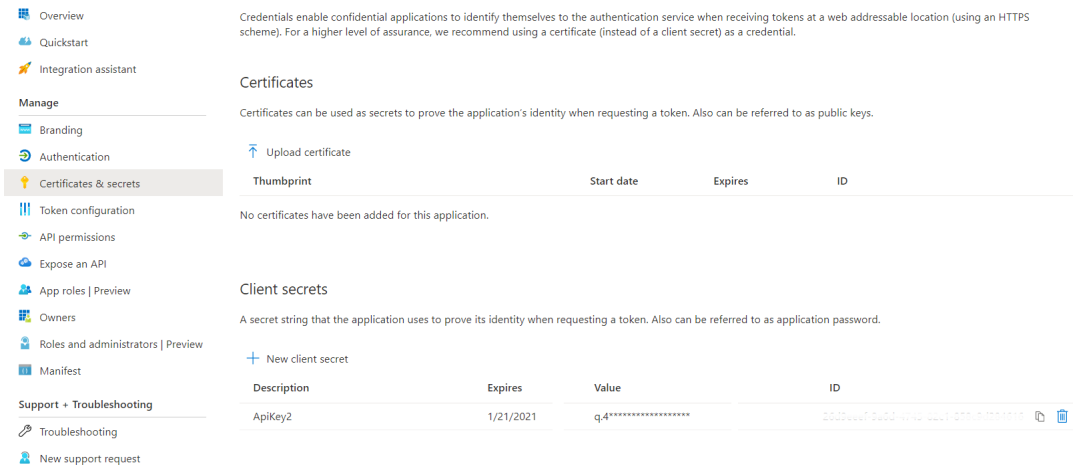 Overview
Quickstart
Integration assistant
Manage
Branding
Authentication
Certificates & secrets
Token configuration
API permissions
Expose an API
App roles | Preview
Owners
Roles and administrators | Preview
Manifest
Support + Troubleshooting
Troubleshooting
New support request
Credentials enable confidential applications to identify themselves to the authentication service when receiving tokens at a web addressable location (using an HTTPS
scheme). For a higher level of assurance, we recommend using a certificate (instead of a client secret) as a credential.
Certificates
Certificates can be used as secrets to prove the application's identity when requesting a token. Also can be referred to as public keys.
Upload certificate
Thumbprint Start date Expires ID
No certificates have been added for this application.
Client secrets
A secret string that the application uses to prove its identity when requesting a token. Also can be referred to as application password.
New client secret
Description Expires Value ID
ApiKey2 1/21/2021 q.4******************